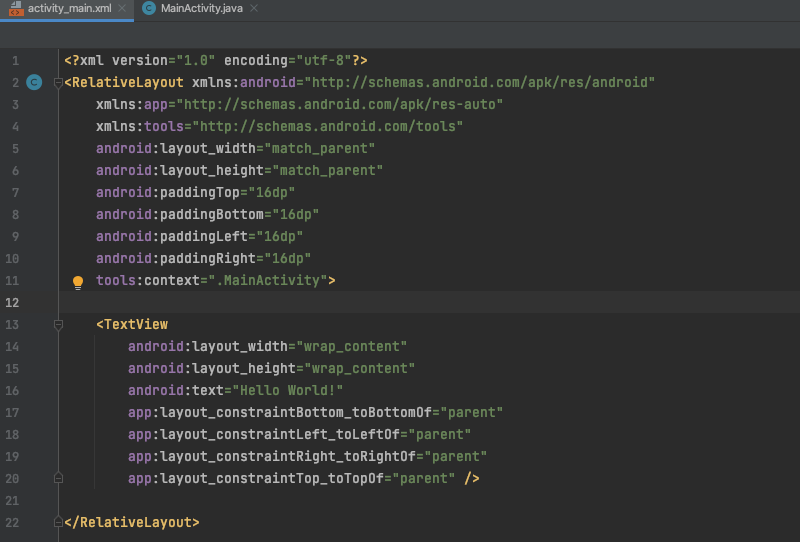 activity_main.xml MainActivity.java
1 <?xml version="1.0" encoding="utf-8"?>
2 <RelativeLayout xmlns:android="http://schemas.android.com/apk/res/android"
3 xmlns:app="http://schemas.android.com/apk/res-auto"
4 xmlns:tools="http://schemas.android.com/tools"
5 android:layout_width="match_parent"
6 android:layout_height="match_parent"
7 android:paddingTop="16dp"
8 android:paddingBottom="16dp"
9 android:paddingLeft="16dp"
10 android:paddingRight="16dp"
11 tools:context=".MainActivity">
12
13 <TextView
14 android:layout_width="wrap_content"
15 android:layout_height="wrap_content"
16 android:text="Hello World!"
17 app:layout_constraintBottom_toBottomOf="parent"
18 app:layout_constraintLeft_toLeftOf="parent"
19 app:layout_constraintRight_toRightOf="parent"
20 app:layout_constraintTop_toTopOf="parent" />
21
22 </RelativeLayout>